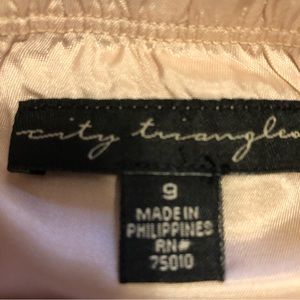 city triangles
9
MADE IN
PHILIPPINES
RN#
75010